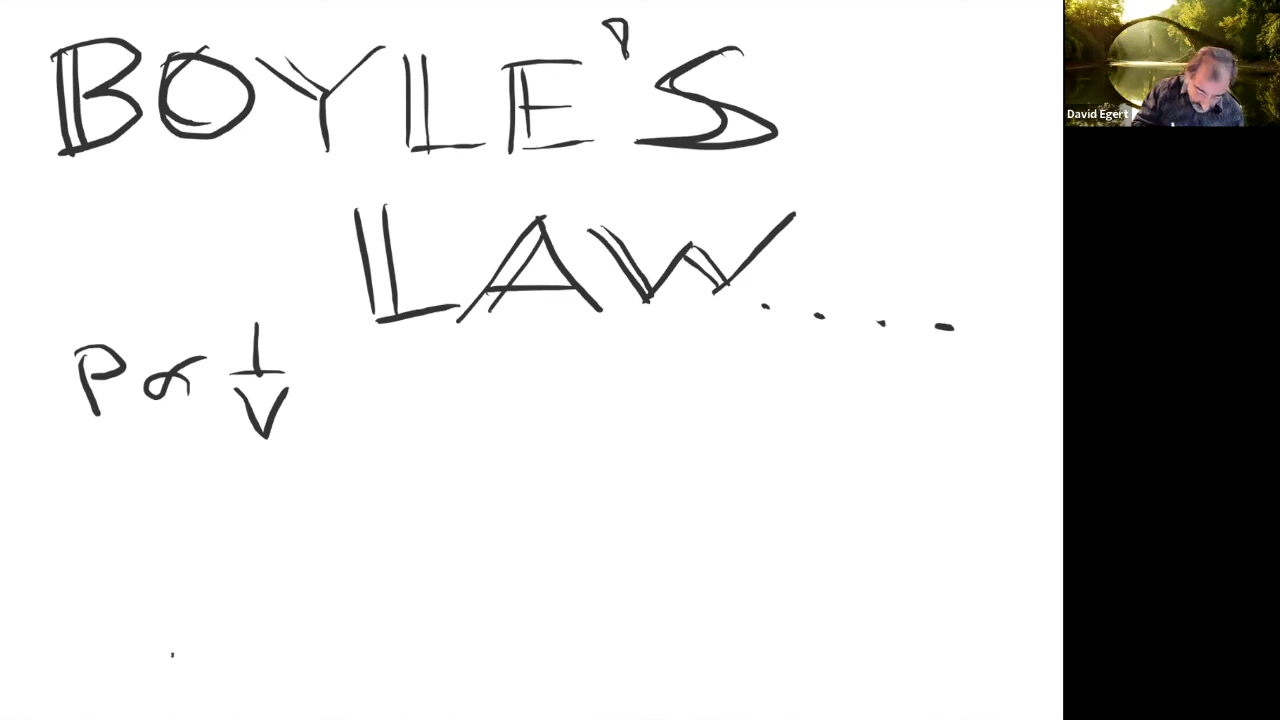 BOYLE'S
LAW....
P ∝ 1/V
David Egert